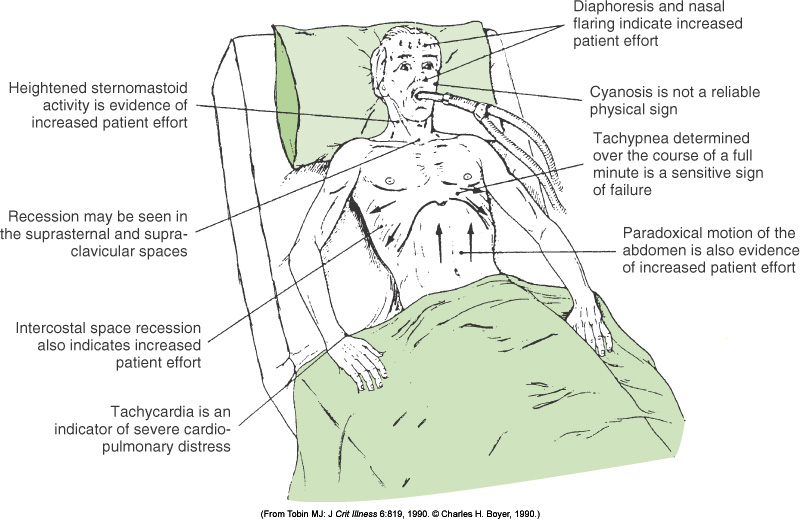 Diaphoresis and nasal
flaring indicate increased
patient effort
Heightened sternomastoid
activity is evidence of
increased patient effort
Cyanosis is not a reliable
physical sign
Tachypnea determined
over the course of a full
minute is a sensitive sign
of failure
Recession may be seen in
the suprasternal and supra-
clavicular spaces
Paradoxical motion of the
abdomen is also evidence
of increased patient effort
Intercostal space recession
also indicates increased
patient effort
Tachycardia is an
indicator of severe cardio-
pulmonary distress
(From Tobin MJ: J Crit Illness 6:819, 1990. © Charles H. Boyer, 1990.)